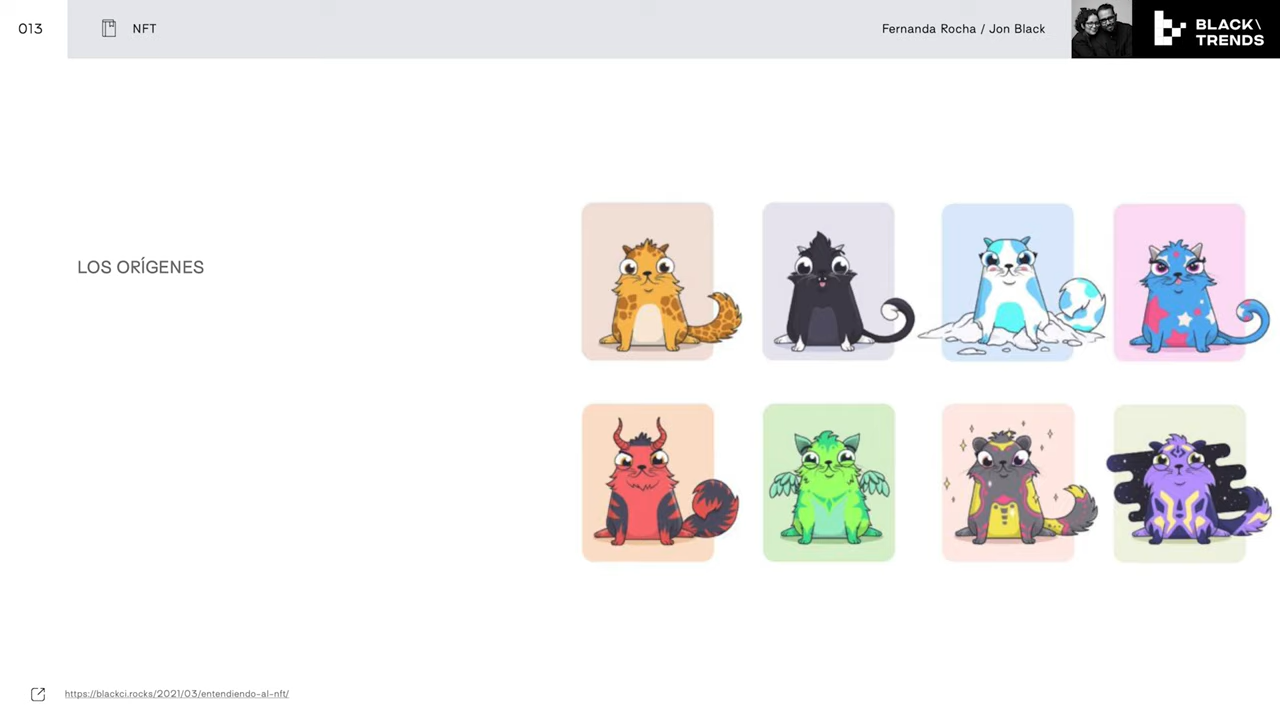 013
NFT
Fernanda Rocha / Jon Black
BLACK\
TRENDS
LOS ORÍGENES
https://blackci.rocks/2021/03/entendiendo-al-nft/